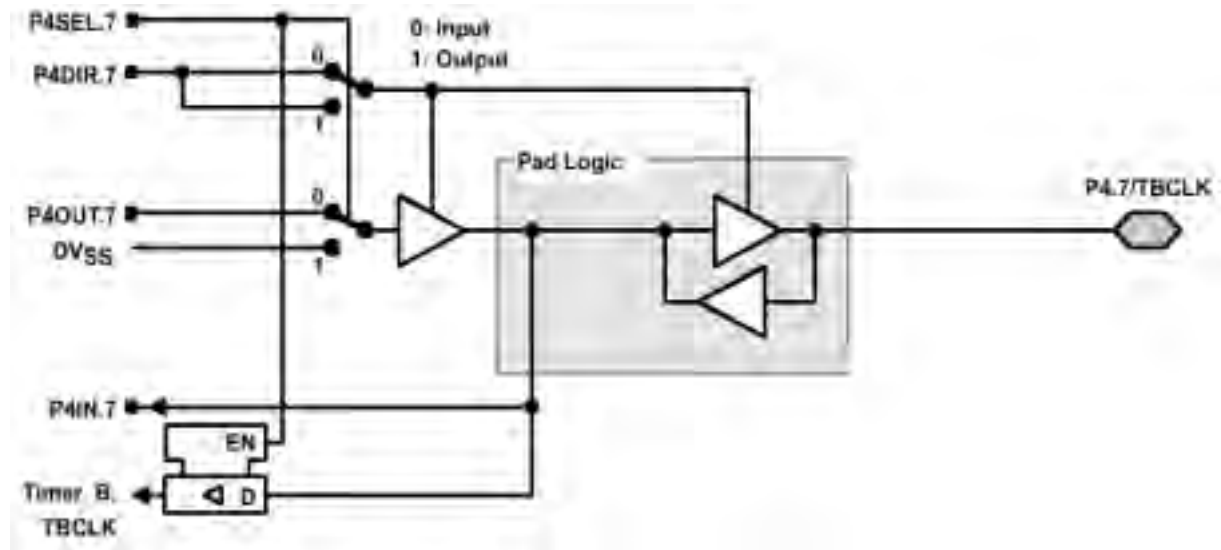 P4SEL.7
0: Input
1: Output
P4DIR.7
0
1
Pad Logic
P4.7/TBCLK
P4OUT.7
0
DVSS
1
P4IN.7
EN
D
Timer_B,
TBCLK